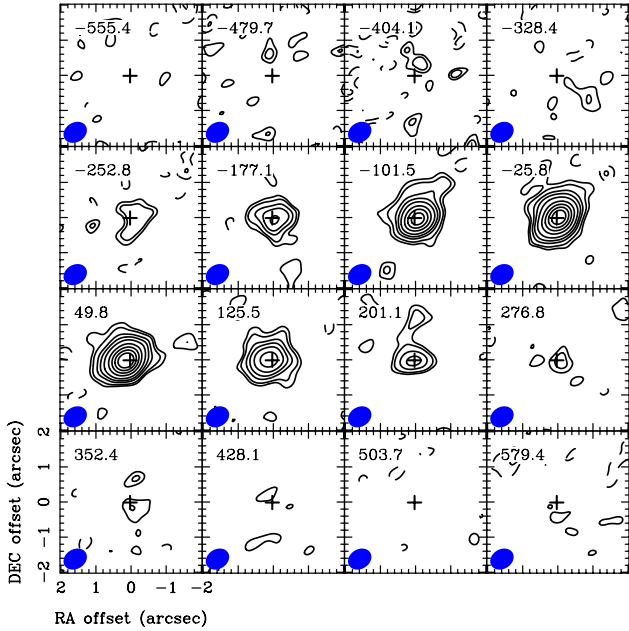 −555.4 −479.7 −404.1 −328.4
−252.8 −177.1 −101.5 −25.8
49.8 125.5 201.1 276.8
352.4 428.1 503.7 579.4
DEC offset (arcsec)
2
1
0
−1
−2
2 1 0 −1 −2
RA offset (arcsec)